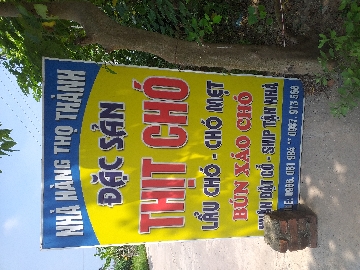 NHÀ HÀNG THỌ THÀNH
ĐẶC SẢN
THỊT CHÓ
LẨU CHÓ - CHÓ MẸT
BÚN XÁO CHÓ
NHẬN ĐẶT CỖ - SHIP TẬN NHÀ